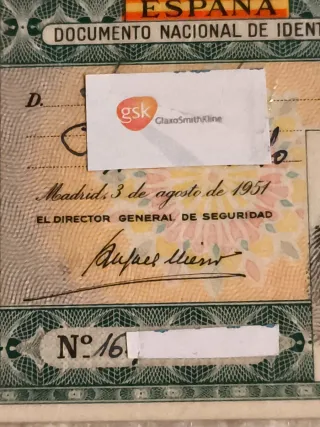 ESPAÑA
DOCUMENTO NACIONAL DE IDENT
D.
gsk
GlaxoSmithKline
Madrid, 3 de agosto de 1951
EL DIRECTOR GENERAL DE SEGURIDAD
Nº 16